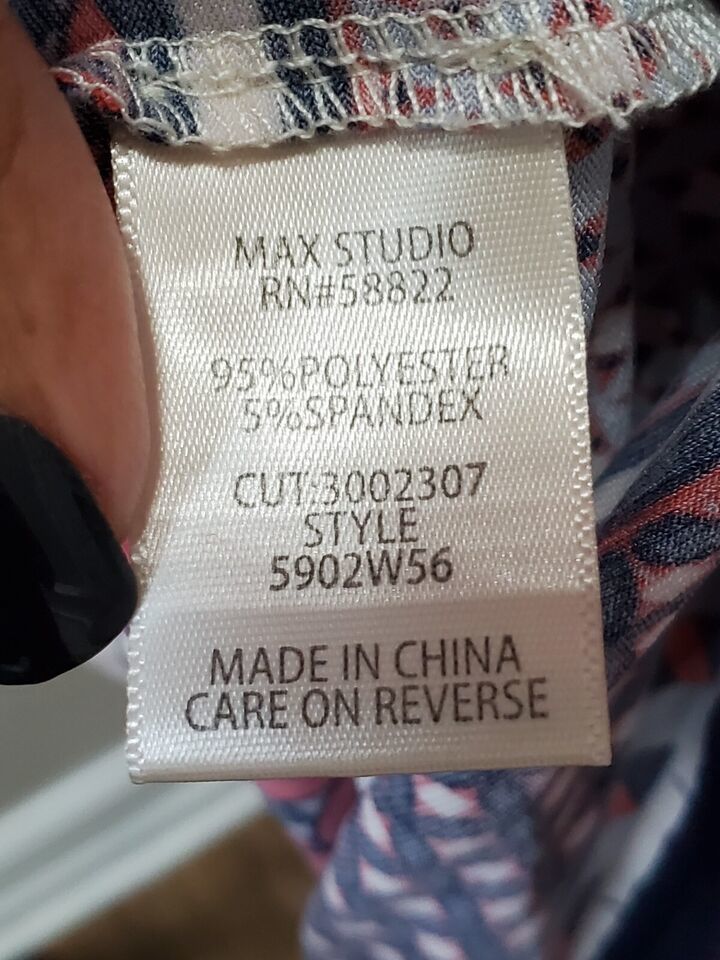 MAX STUDIO
RN#58822
95%POLYESTER
5%SPANDEX
CUT:3002307
STYLE
5902W56
MADE IN CHINA
CARE ON REVERSE